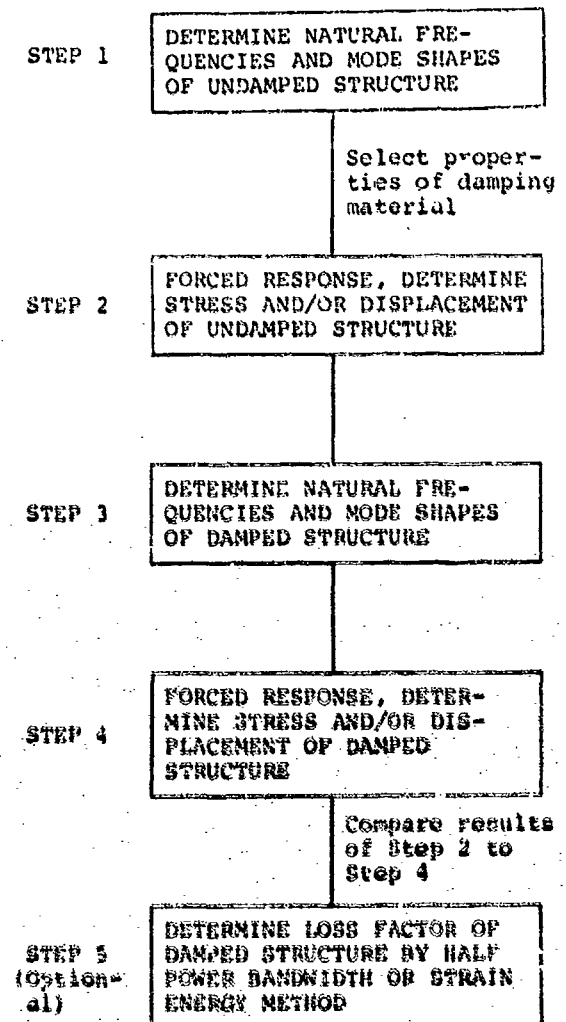 STEP 1
DETERMINE NATURAL FRE-
QUENCIES AND MODE SHAPES
OF UNDAMPED STRUCTURE
Select proper-
ties of damping
material
STEP 2
FORCED RESPONSE, DETERMINE
STRESS AND/OR DISPLACEMENT
OF UNDAMPED STRUCTURE
STEP 3
DETERMINE NATURAL FRE-
QUENCIES AND MODE SHAPES
OF DAMPED STRUCTURE
STEP 4
FORCED RESPONSE, DETER-
MINE STRESS AND/OR DIS-
PLACEMENT OF DAMPED
STRUCTURE
Compare results
of Step 2 to
Step 4
STEP 5
(Option-
al)
DETERMINE LOSS FACTOR OF
DAMPED STRUCTURE BY HALF
POWER BANDWIDTH OR STRAIN
ENERGY METHOD